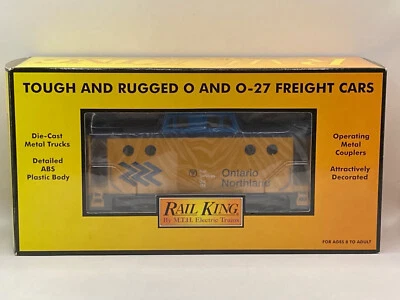 TOUGH AND RUGGED O AND O-27 FREIGHT CARS
Die-Cast
Metal Trucks
Detailed
ABS
Plastic Body
Operating
Metal
Couplers
Attractively
Decorated
Ontario
Northland
RAIL KING
By M.T.H. Electric Trains
FOR AGES 8 TO ADULT